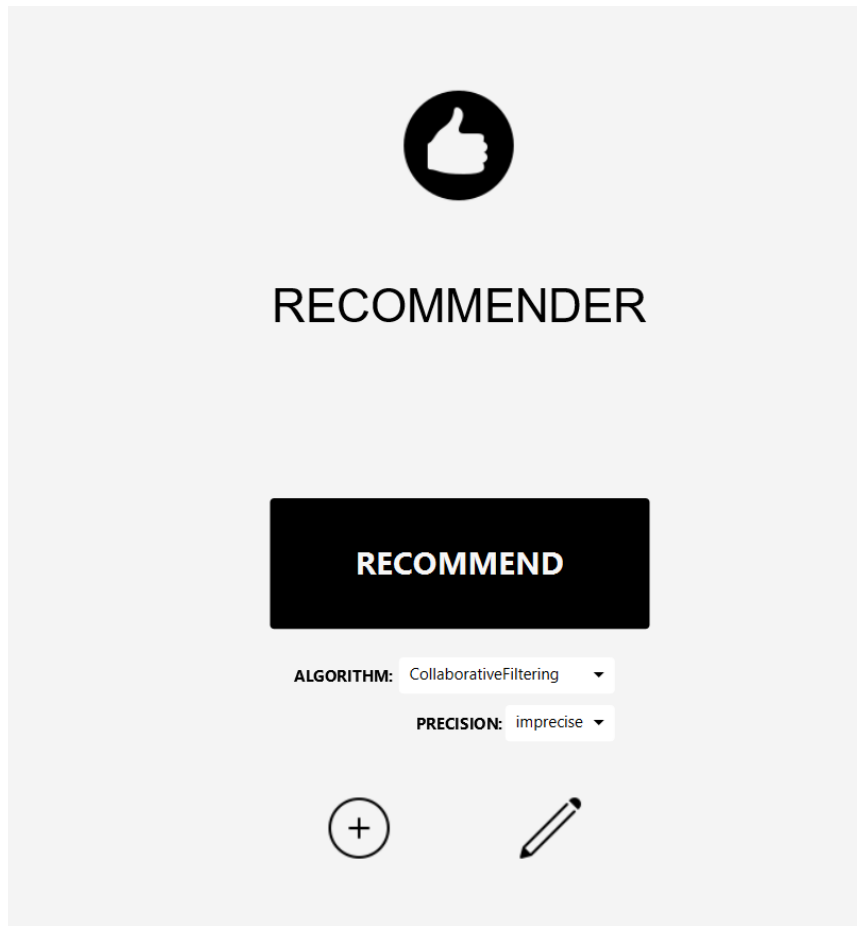 RECOMMENDER
RECOMMEND
ALGORITHM: CollaborativeFiltering
PRECISION: imprecise